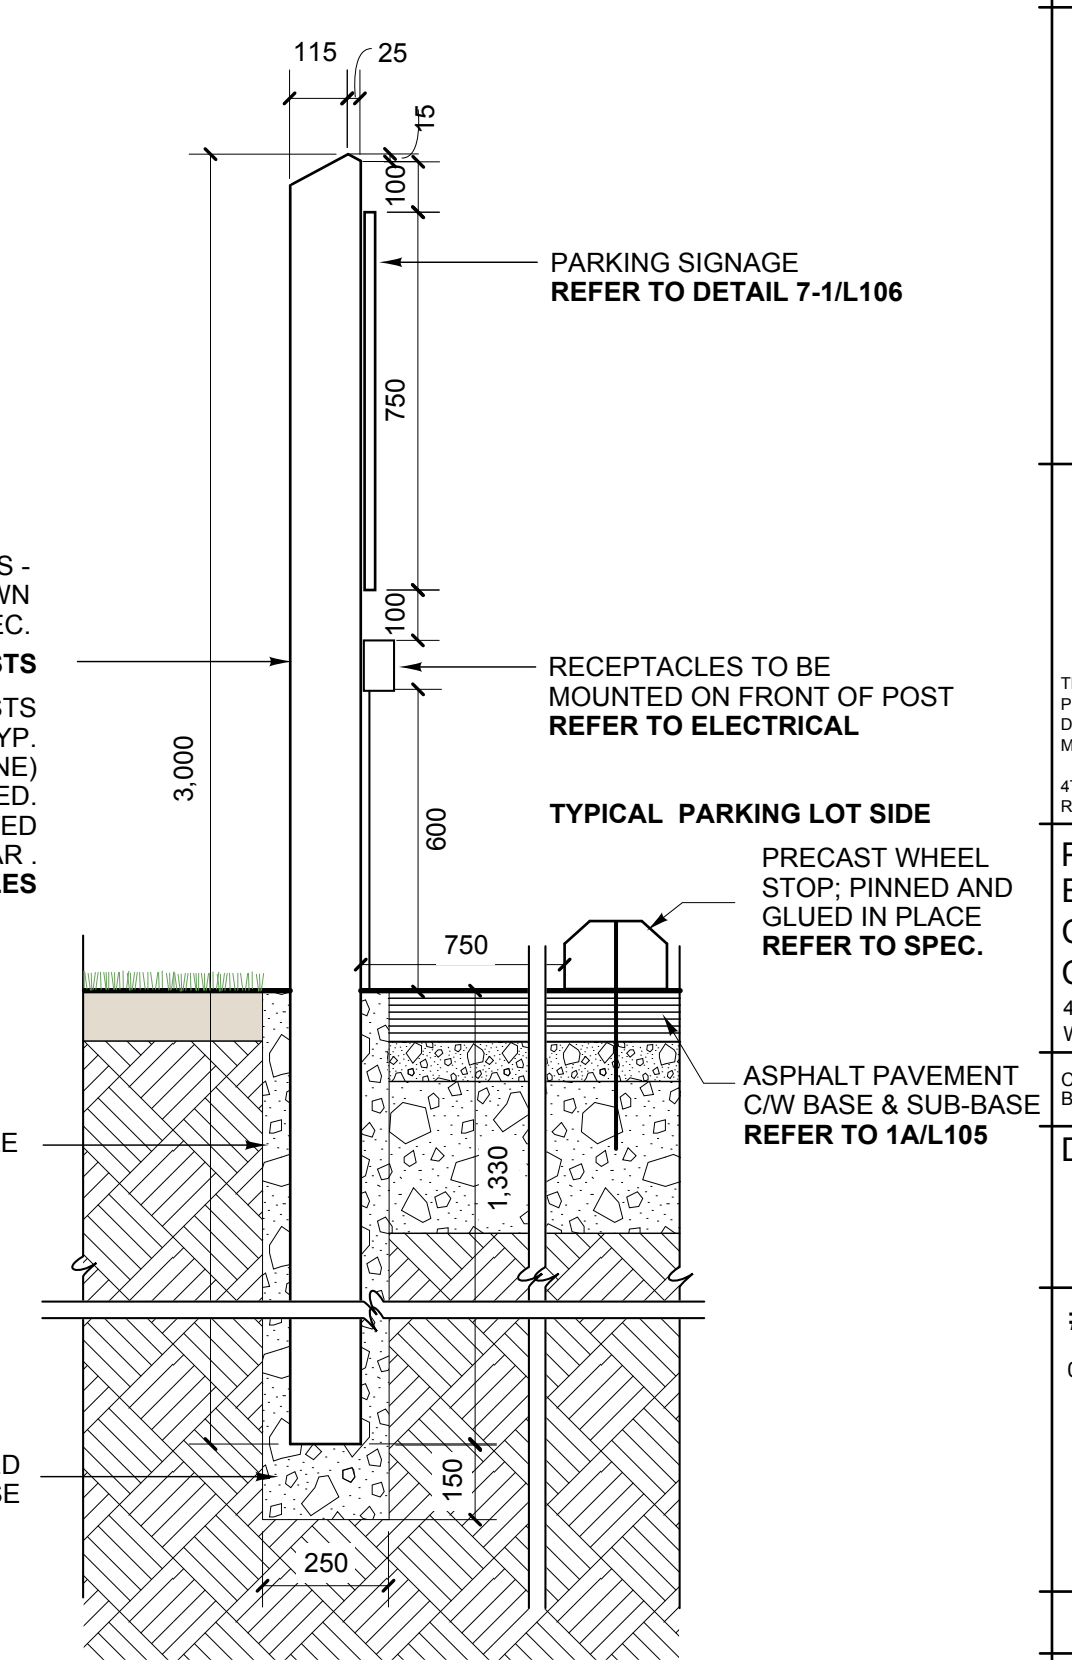 115
25
15
100
PARKING SIGNAGE
REFER TO DETAIL 7-1/L106
750
100
RECEPTACLES TO BE
MOUNTED ON FRONT OF POST
REFER TO ELECTRICAL
3,000
600
TYPICAL PARKING LOT SIDE
PRECAST WHEEL
STOP; PINNED AND
GLUED IN PLACE
REFER TO SPEC.
750
ASPHALT PAVEMENT
C/W BASE & SUB-BASE
REFER TO 1A/L105
1,330
150
250